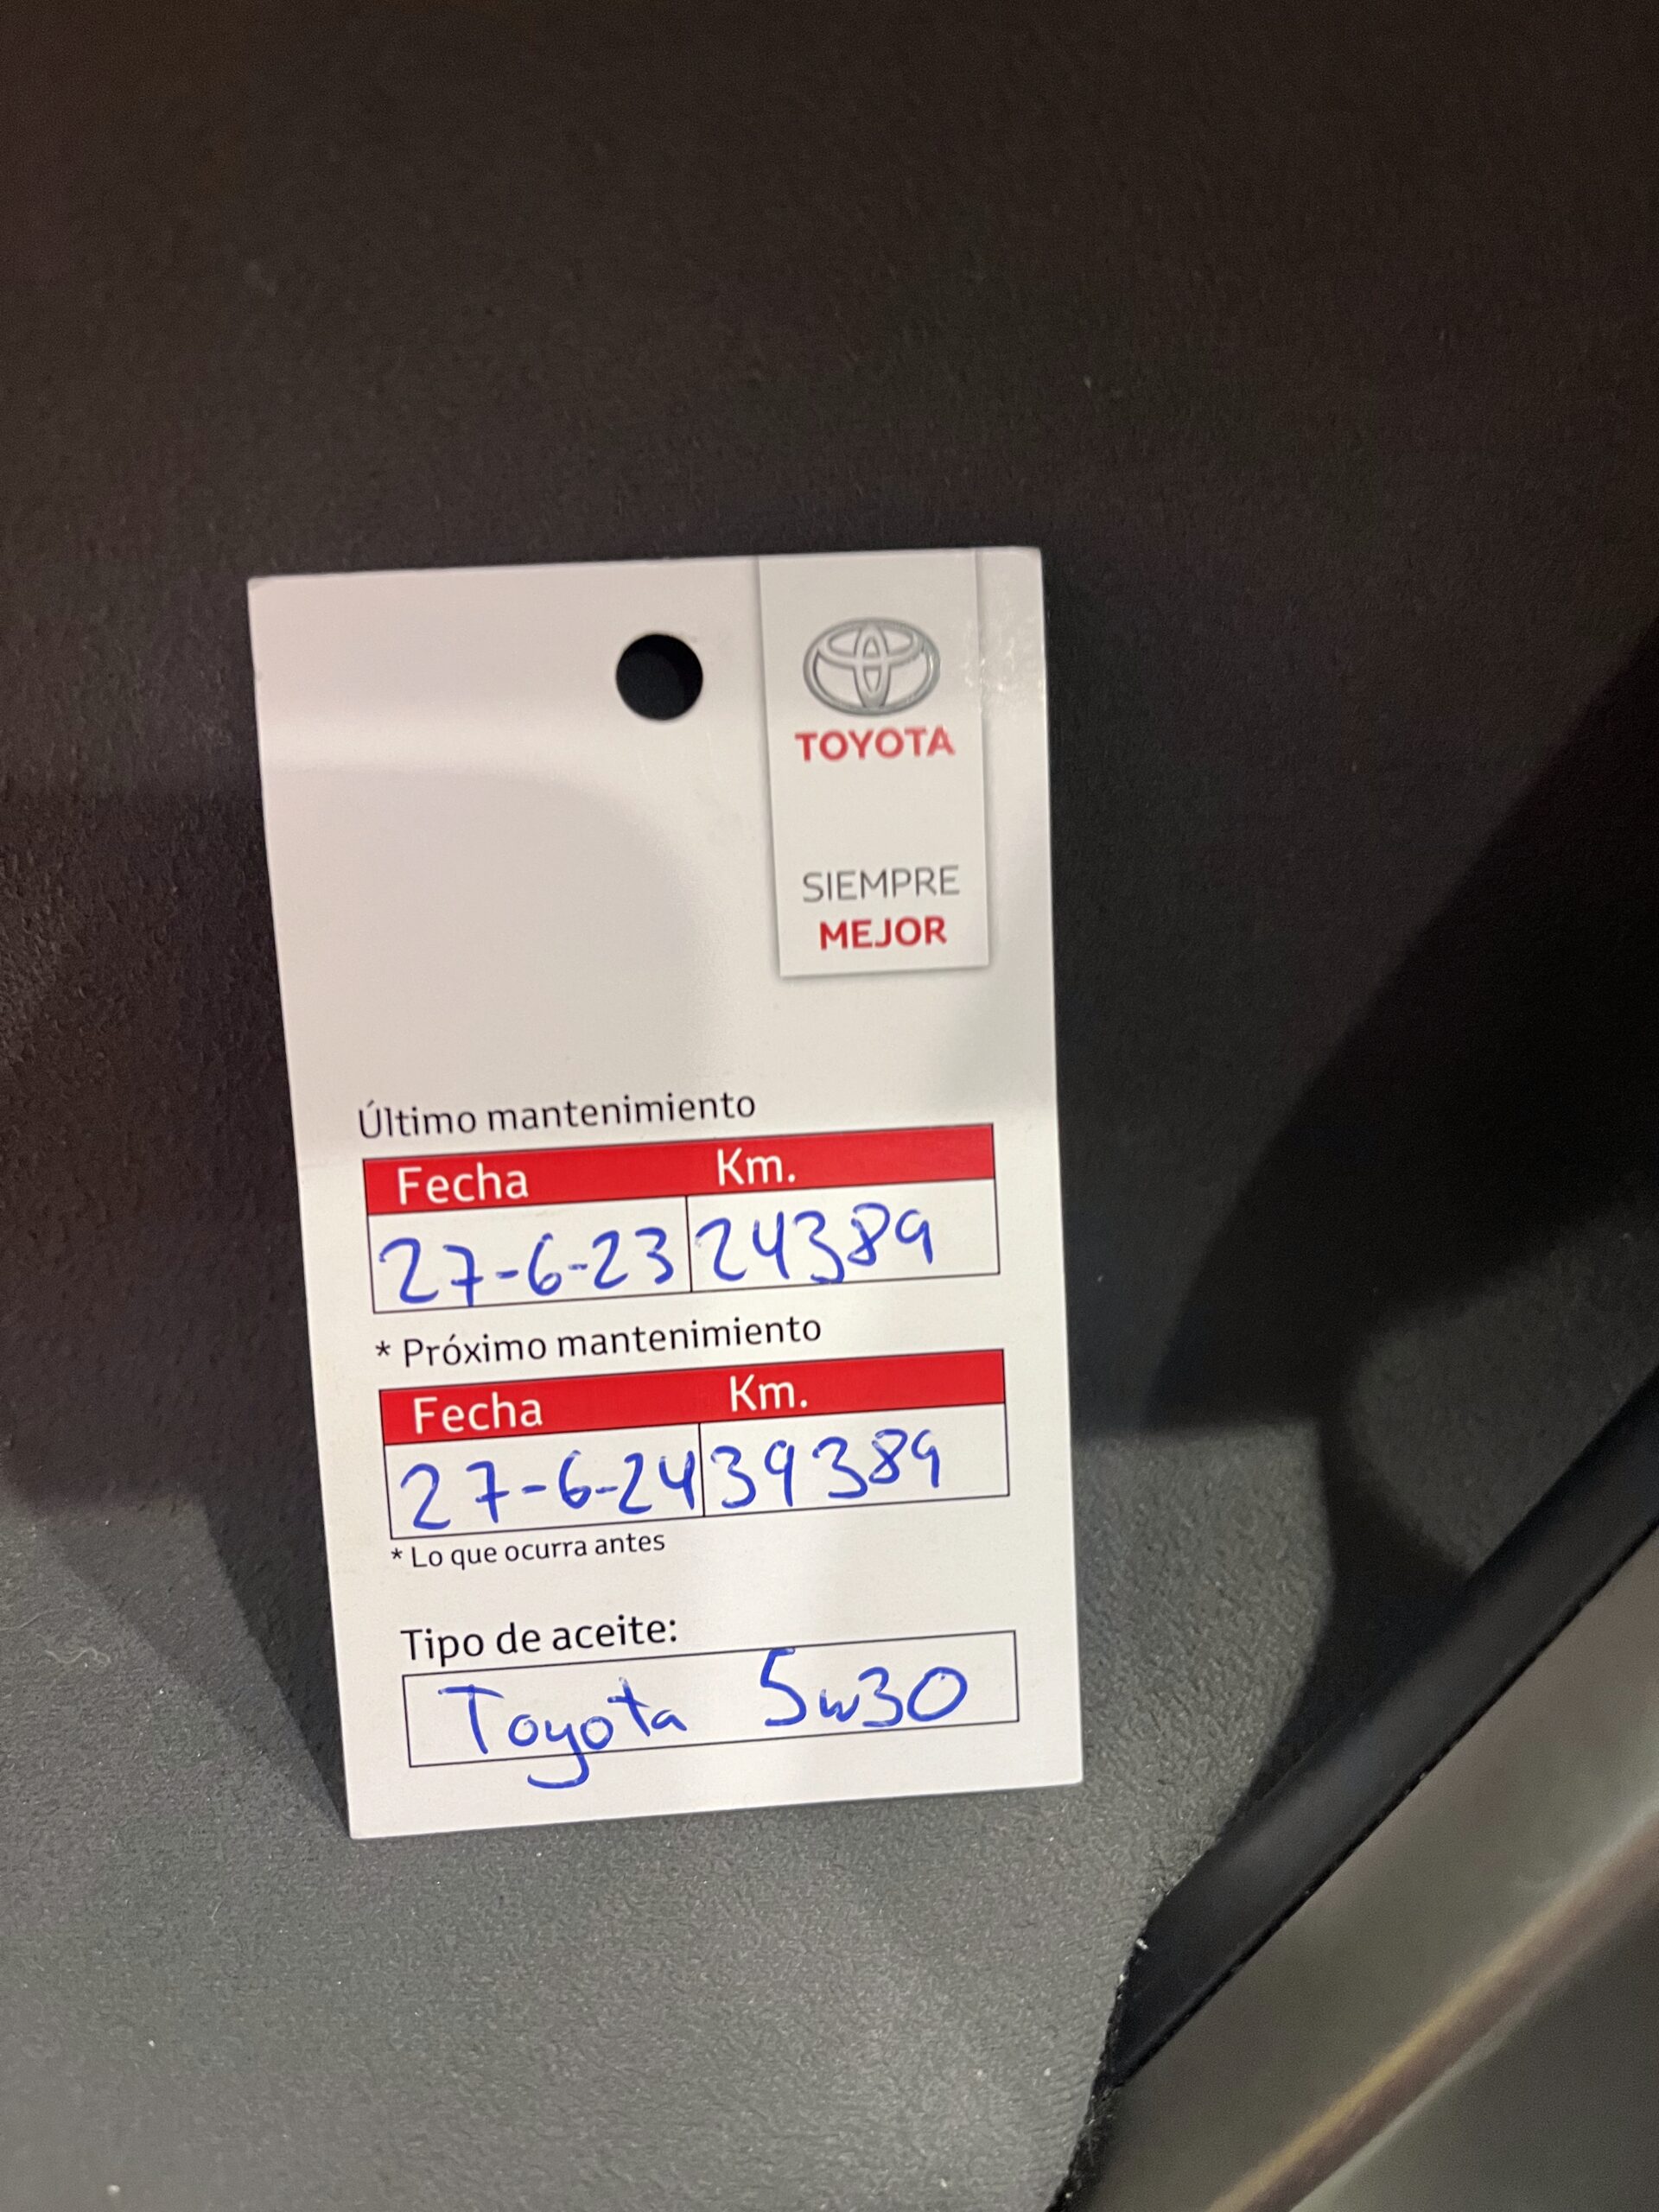 TOYOTA
SIEMPRE
MEJOR
Último mantenimiento
Fecha Km.
27-6-23 24389
* Próximo mantenimiento
Fecha Km.
27-6-24 39389
* Lo que ocurra antes
Tipo de aceite:
Toyota 5w30